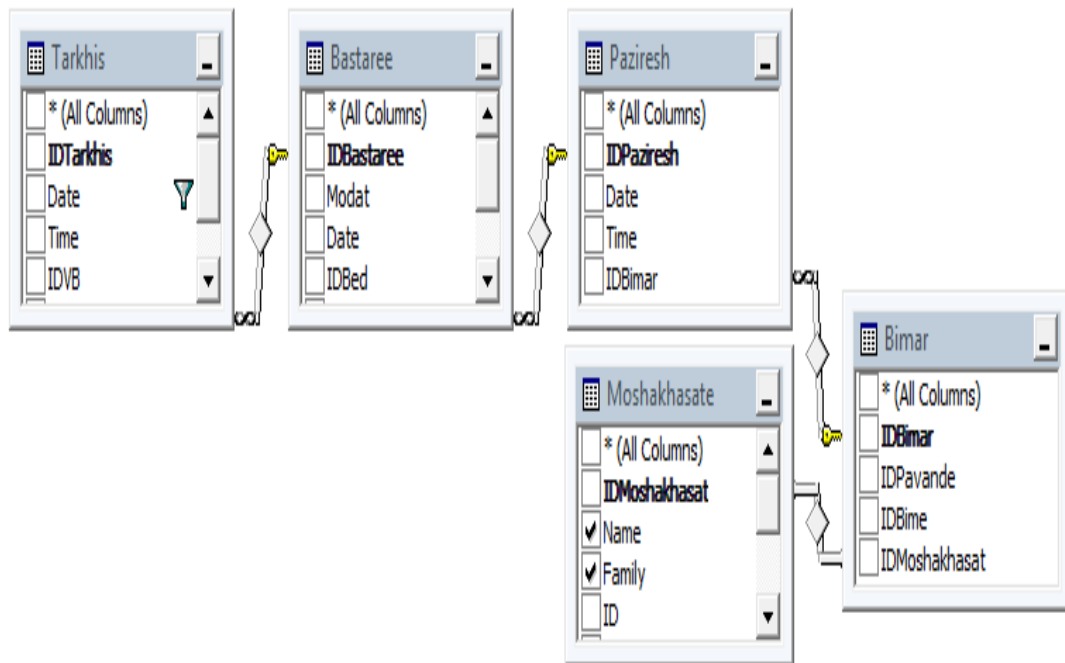 Tarkhis
* (All Columns)
IDTarkhis
Date
Time
IDVB
Bastaree
* (All Columns)
IDBastaree
Modat
Date
IDBed
Paziresh
* (All Columns)
IDPaziresh
Date
Time
IDBimar
Moshakhasate
* (All Columns)
IDMoshakhasat
Name
Family
ID
Bimar
* (All Columns)
IDBimar
IDPavande
IDBime
IDMoshakhasat